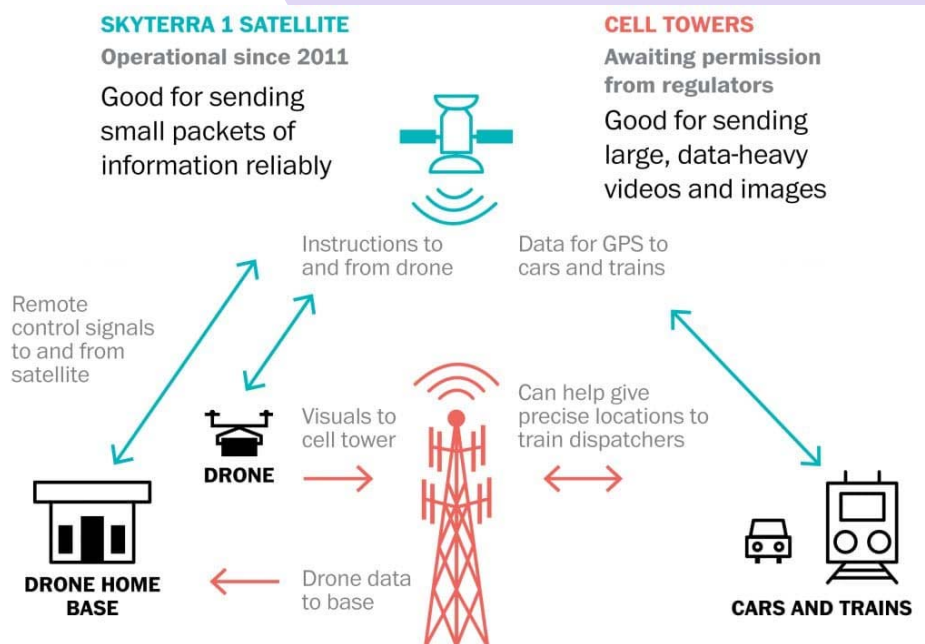 SKYTERRA 1 SATELLITE
Operational since 2011
Good for sending
small packets of
information reliably
CELL TOWERS
Awaiting permission
from regulators
Good for sending
large, data-heavy
videos and images
Instructions to
and from drone
Data for GPS to
cars and trains
Remote
control signals
to and from
satellite
Visuals to
cell tower
Can help give
precise locations to
train dispatchers
DRONE
DRONE HOME
BASE
Drone data
to base
CARS AND TRAINS